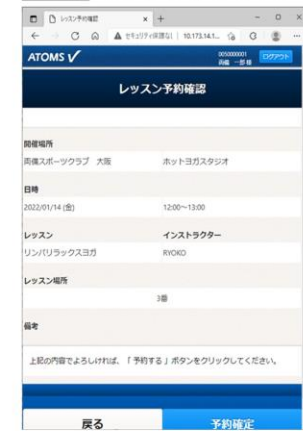 レッスン予約確認
セキュリティ保護なし | 10.173.14.1...
ATOMS V
0050000001
両備 一郎 様
ログアウト
レッスン予約確認
開催場所
両備スポーツクラブ 大阪 ホットヨガスタジオ
日時
2022/01/14 (金) 12:00~13:00
レッスン インストラクター
リンパリラックスヨガ RYOKO
レッスン場所
3番
備考
上記の内容でよろしければ、「 予約する 」ボタンをクリックしてください。
戻る 予約確定